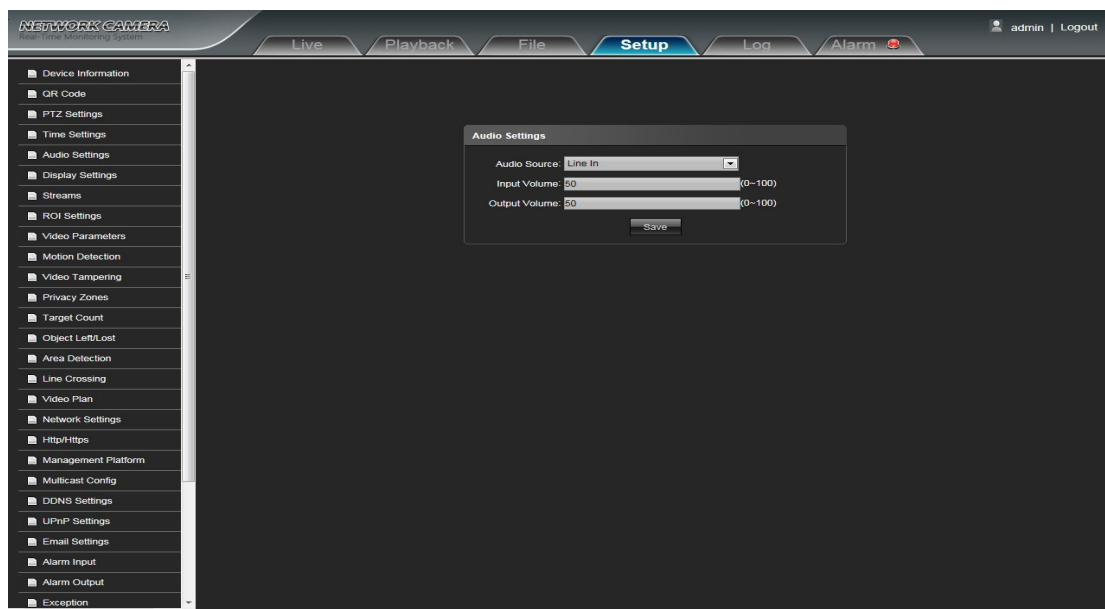 NETWORK CAMERA
Real-Time Monitoring System
admin | Logout
Live
Playback
File
Setup
Log
Alarm
Device Information
QR Code
PTZ Settings
Time Settings
Audio Settings
Display Settings
Streams
ROI Settings
Video Parameters
Motion Detection
Video Tampering
Privacy Zones
Target Count
Object Left/Lost
Area Detection
Line Crossing
Video Plan
Network Settings
Http/Https
Management Platform
Multicast Config
DDNS Settings
UPnP Settings
Email Settings
Alarm Input
Alarm Output
Exception
Audio Settings
Audio Source: Line In
Input Volume: 50 (0~100)
Output Volume: 50 (0~100)
Save